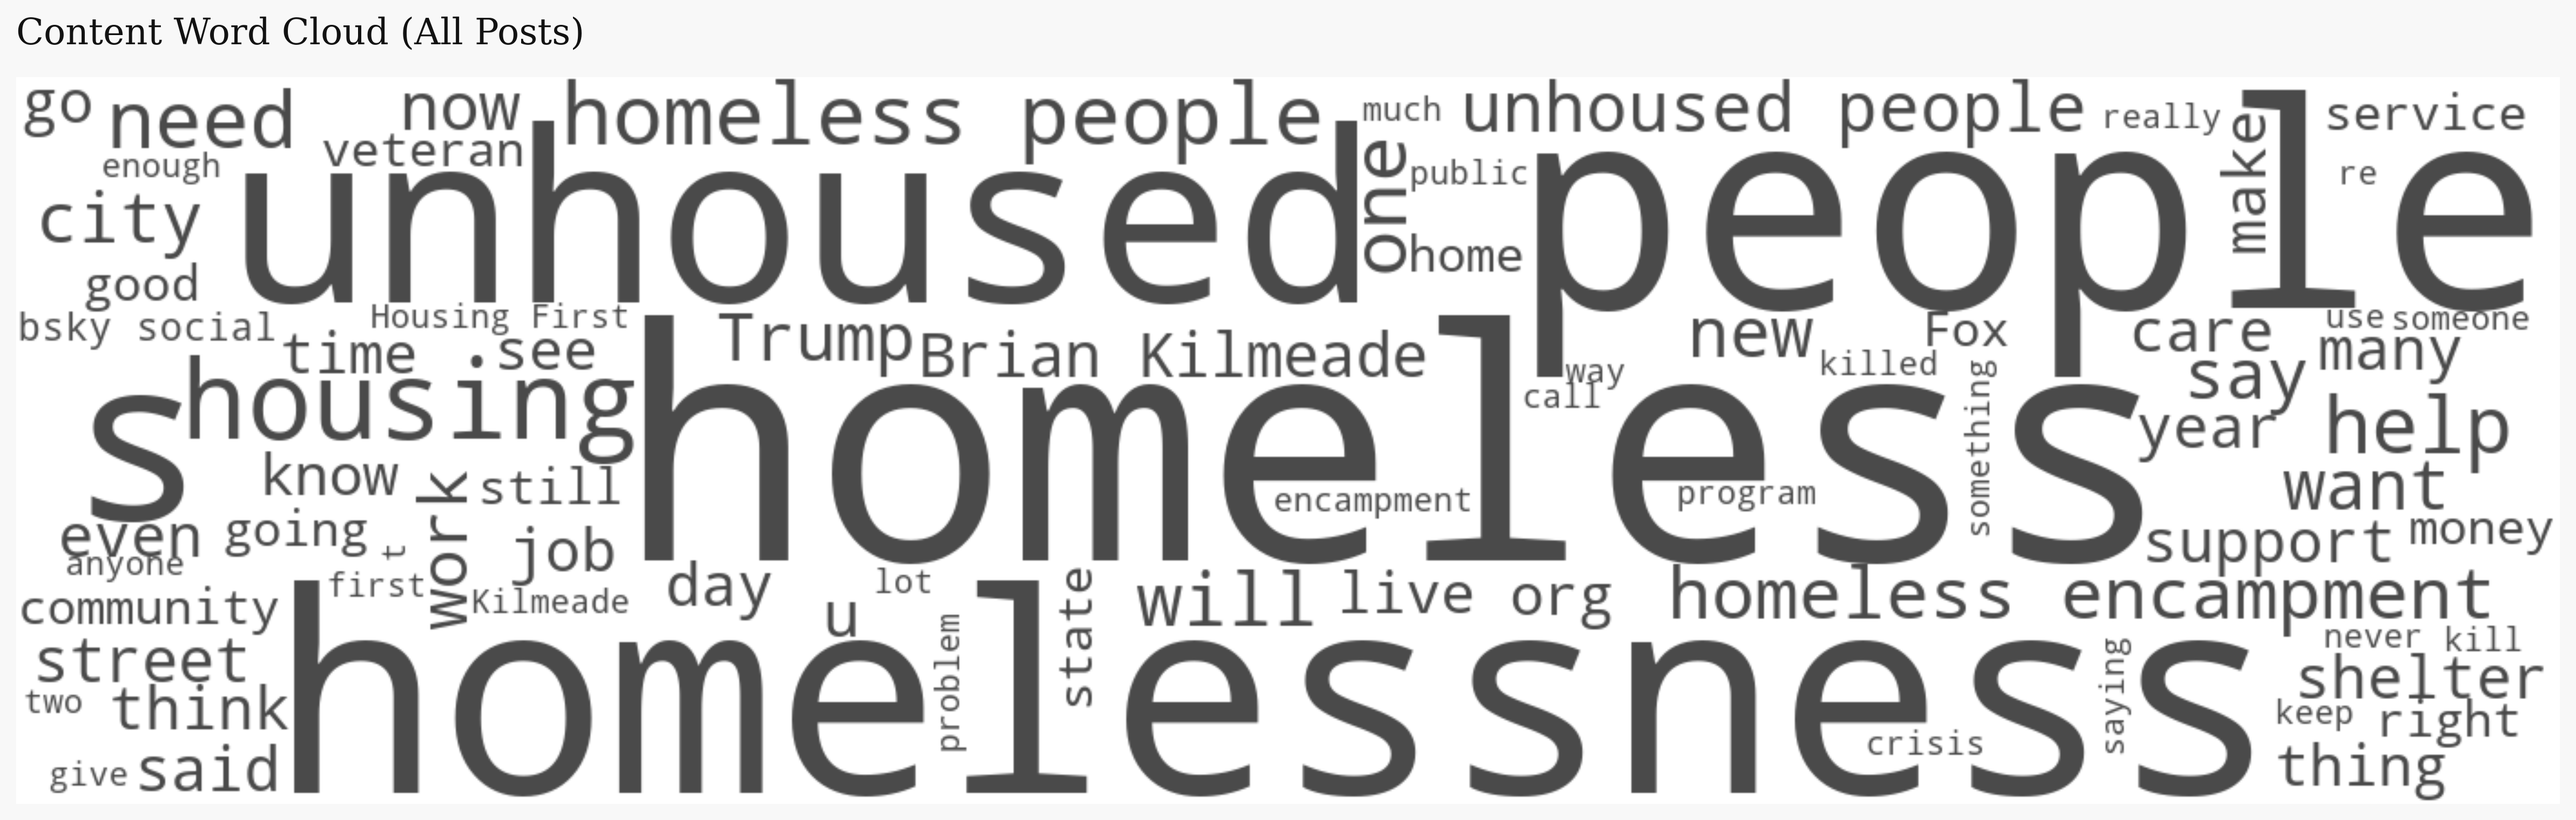 Content Word Cloud (All Posts)
go need now homeless people much unhoused people really make service
enough veteran one public re
city unhoused people
good home
bsky social Housing First Trump Brian Kilmeade new Fox care use someone
time see way killed say many
s housing homeless call something year help
know work still encampment program want
even going t job support money
anyone first Kilmeade day u lot state will live org homeless encampment
community problem
street homelessness saying never kill
two think shelter
keep right
give said crisis thing